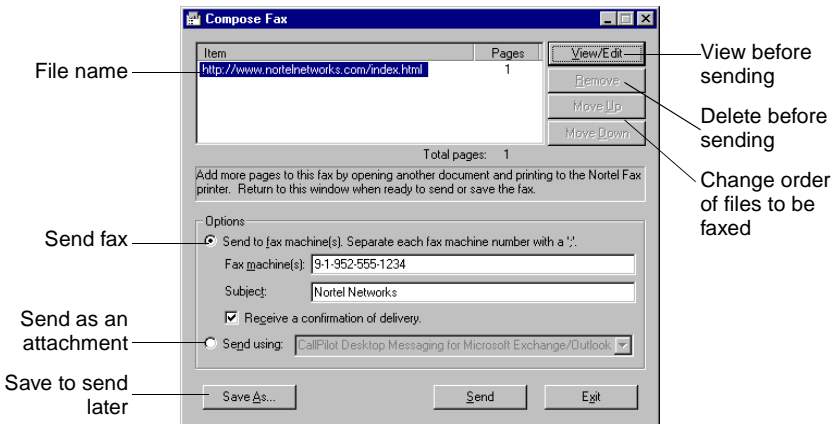 Compose Fax
Item Pages
http://www.nortelnetworks.com/index.html 1
View/Edit
Remove
Move Up
Move Down
Total pages: 1
Add more pages to this fax by opening another document and printing to the Nortel Fax
printer. Return to this window when ready to send or save the fax.
Options
Send to fax machine(s). Separate each fax machine number with a ';'.
Fax machine(s): 9-1-952-555-1234
Subject: Nortel Networks
Receive a confirmation of delivery.
Send using: CallPilot Desktop Messaging for Microsoft Exchange/Outlook
Save As...
Send
Exit
File name
Send fax
Send as an
attachment
Save to send
later
View before
sending
Delete before
sending
Change order
of files to be
faxed